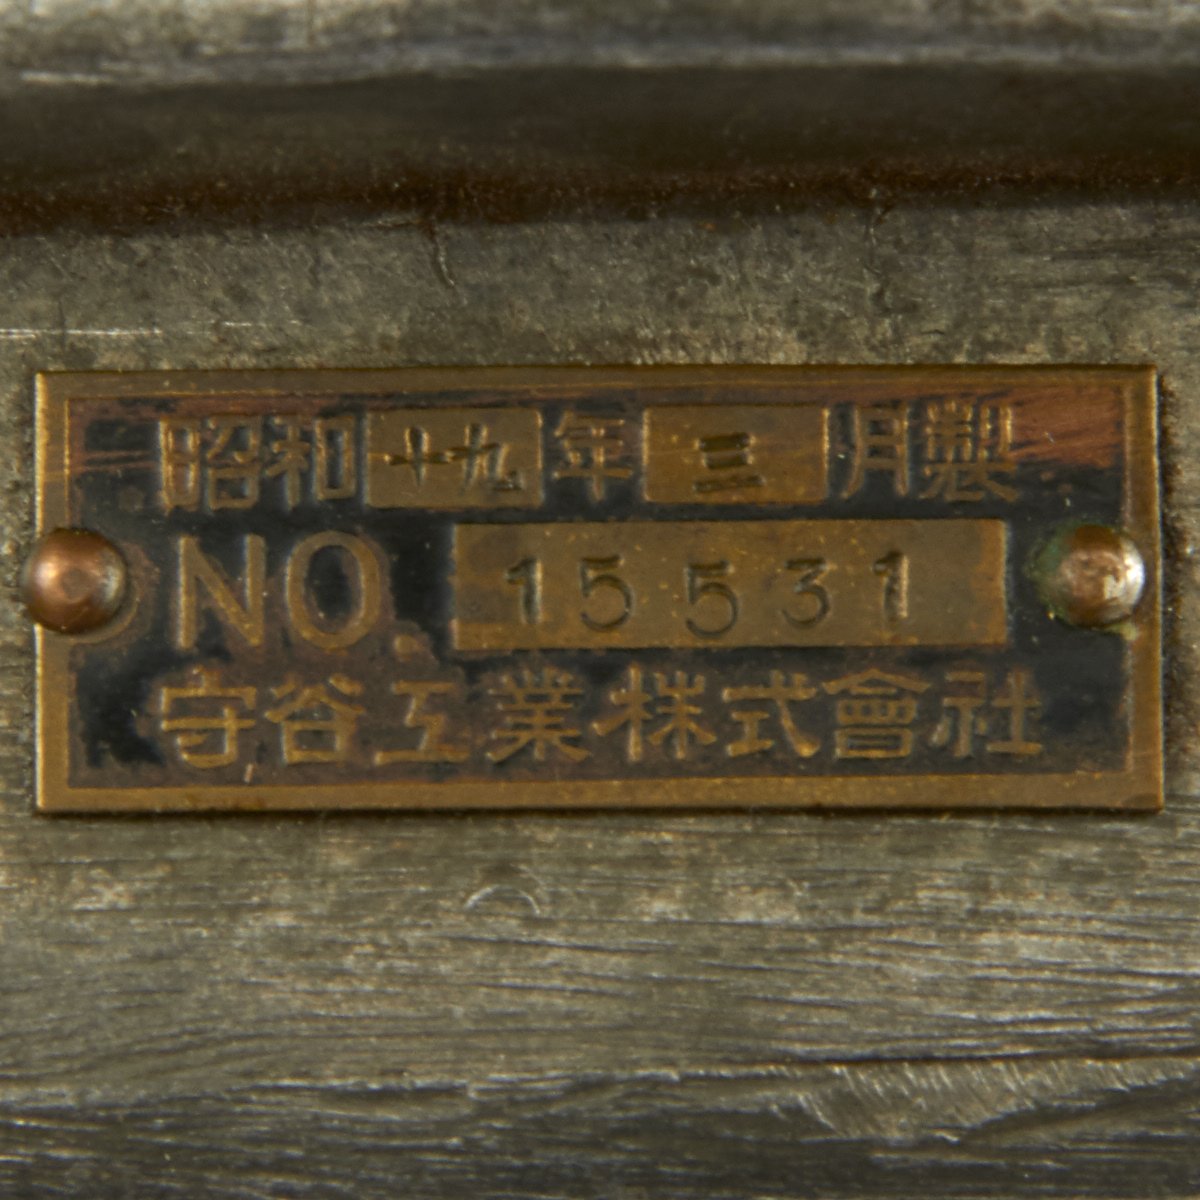 昭和十九年三月製
NO. 15531
守谷工業株式會社